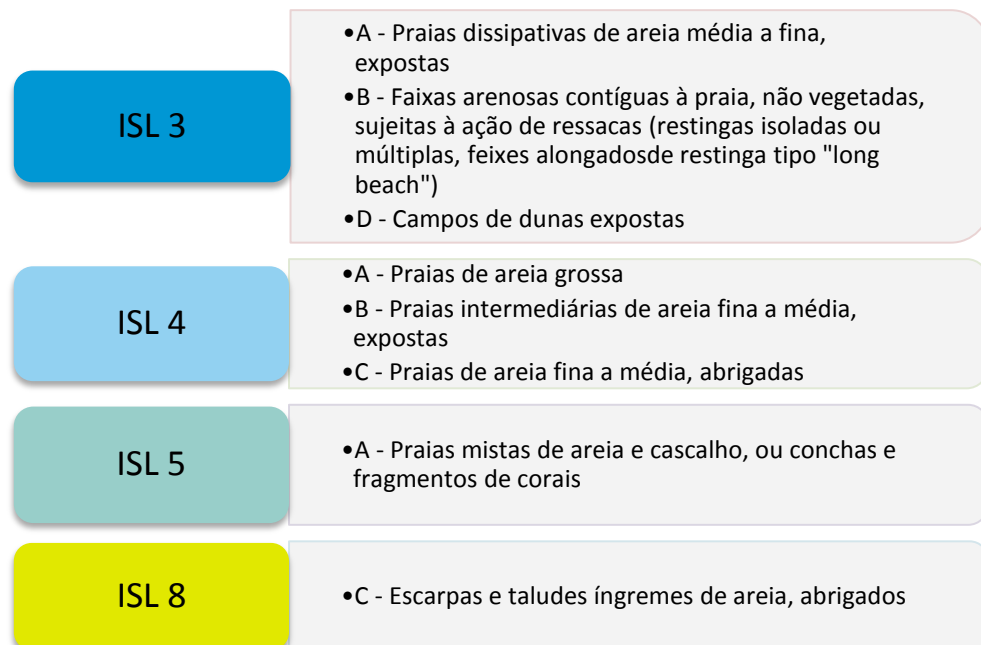 ISL 3
•A - Praias dissipativas de areia média a fina,
expostas
•B - Faixas arenosas contíguas à praia, não vegetadas,
sujeitas à ação de ressacas (restingas isoladas ou
múltiplas, feixes alongadosde restinga tipo "long
beach")
•D - Campos de dunas expostas
ISL 4
•A - Praias de areia grossa
•B - Praias intermediárias de areia fina a média,
expostas
•C - Praias de areia fina a média, abrigadas
ISL 5
•A - Praias mistas de areia e cascalho, ou conchas e
fragmentos de corais
ISL 8
•C - Escarpas e taludes íngremes de areia, abrigados